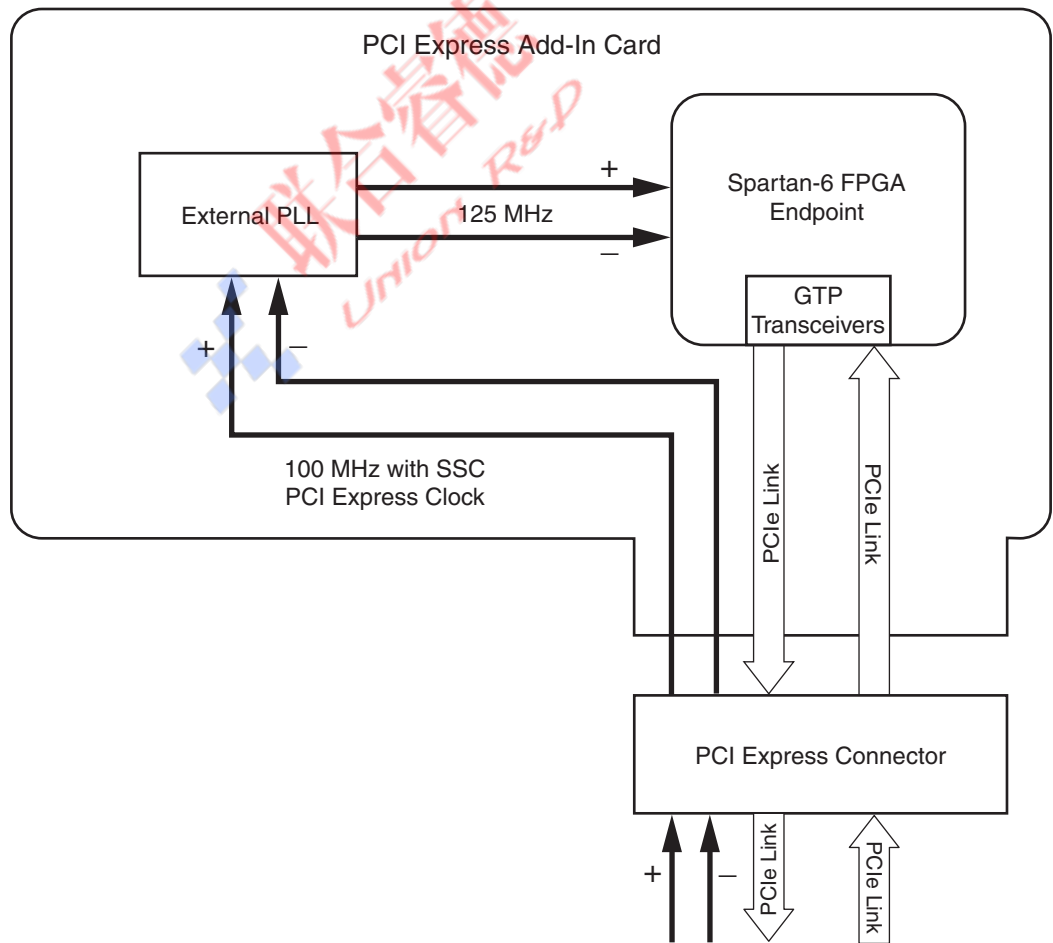 PCI Express Add-In Card
联合睿德
Union R&D
External PLL
+
125 MHz
–
Spartan-6 FPGA
Endpoint
GTP
Transceivers
+
–
100 MHz with SSC
PCI Express Clock
PCIe Link
PCIe Link
PCI Express Connector
+
–
PCIe Link
PCIe Link